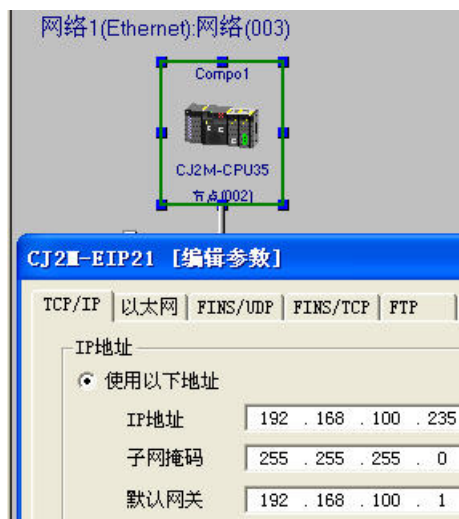 网络1(Ethernet):网络(003)
Compo1
CJ2M-CPU35
节点(002)
CJ2M-EIP21 [编辑参数]
TCP/IP 以太网 FINS/UDP FINS/TCP FTP
IP地址
使用以下地址
IP地址 192 . 168 . 100 . 235
子网掩码 255 . 255 . 255 . 0
默认网关 192 . 168 . 100 . 1